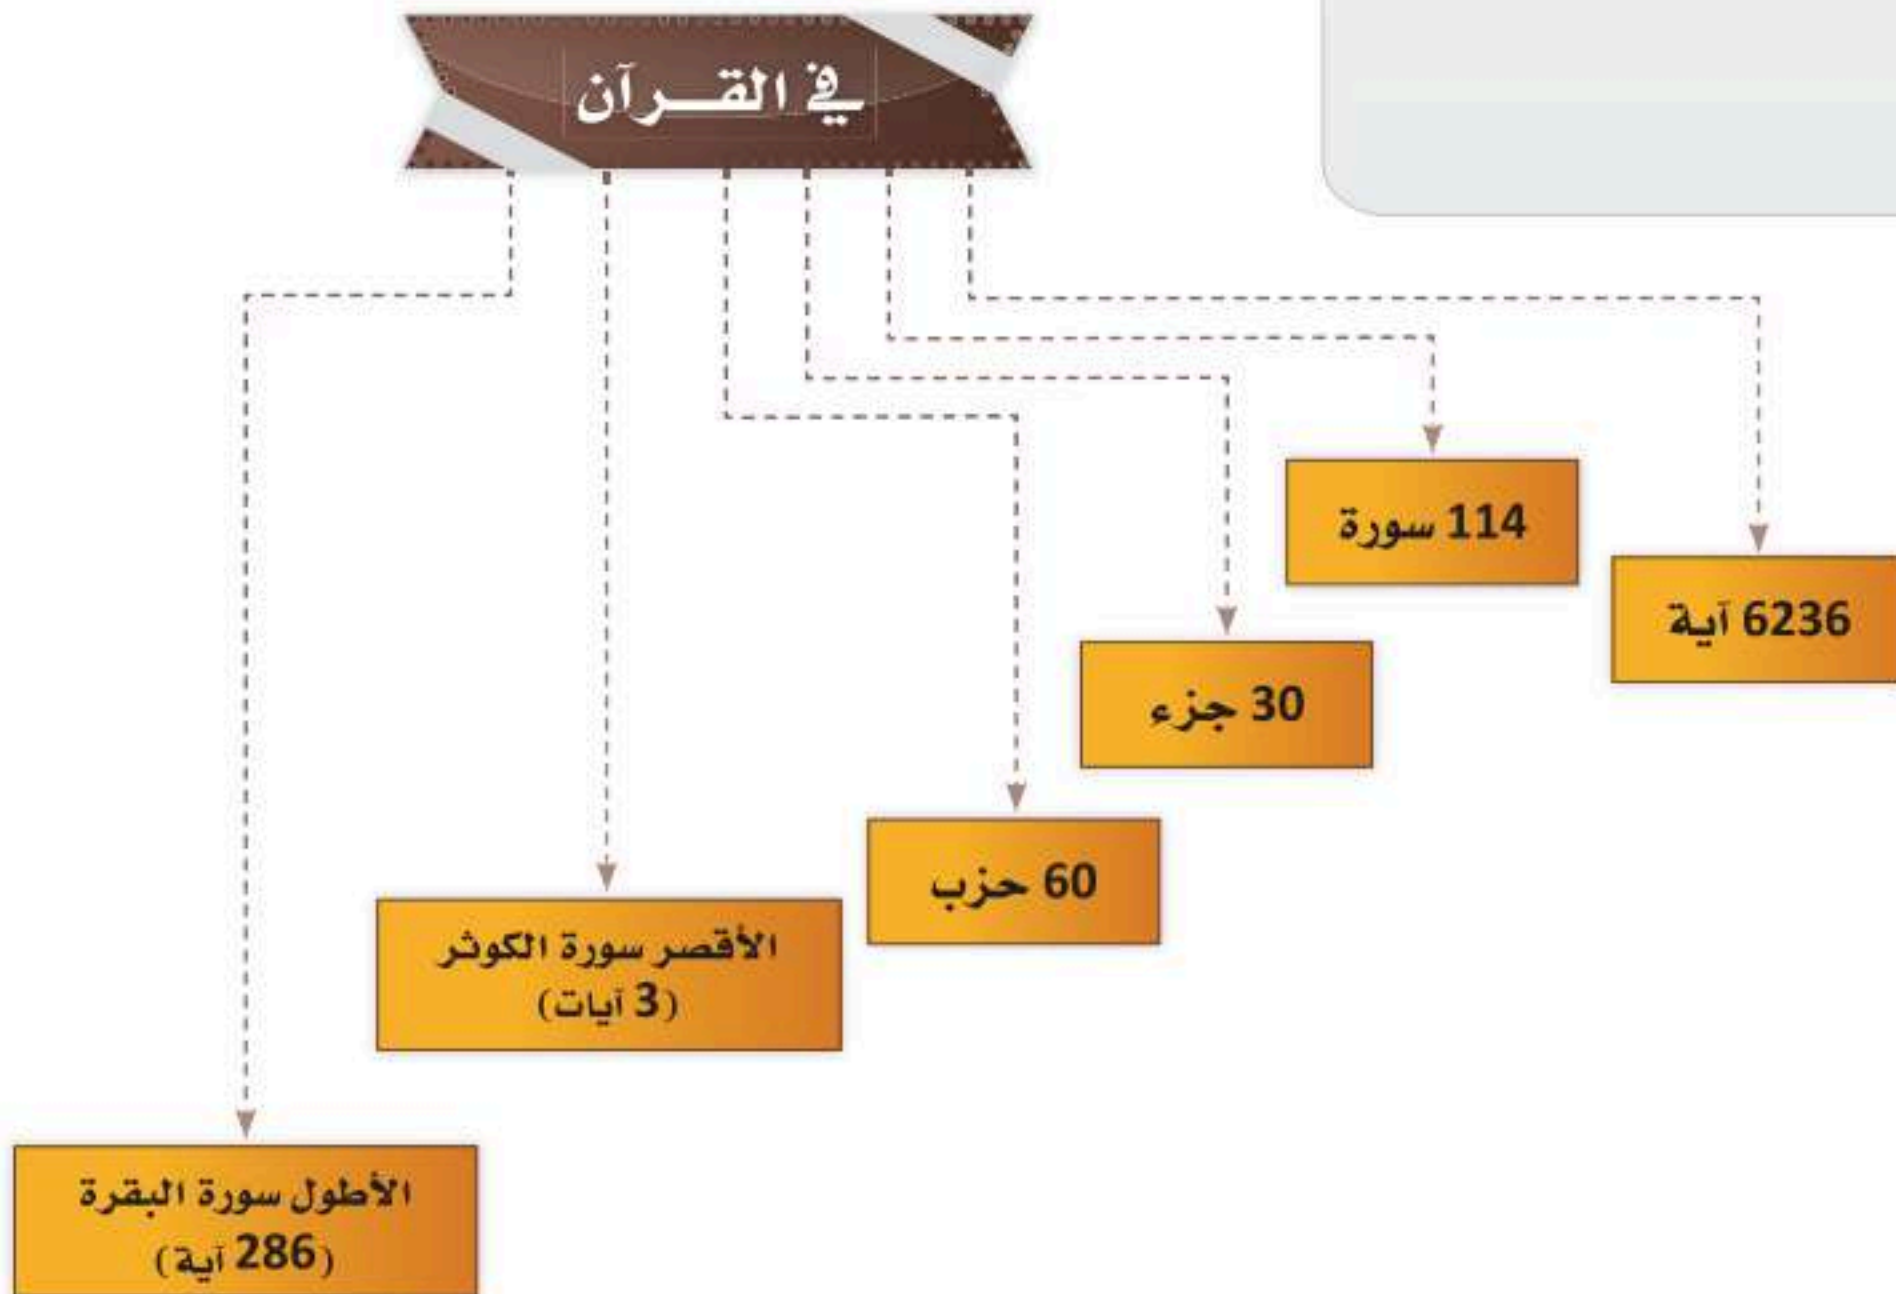 في القرآن
6236 آية
114 سورة
30 جزء
60 حزب
الأقصر سورة الكوثر
(3 آيات)
الأطول سورة البقرة
(286 آية)